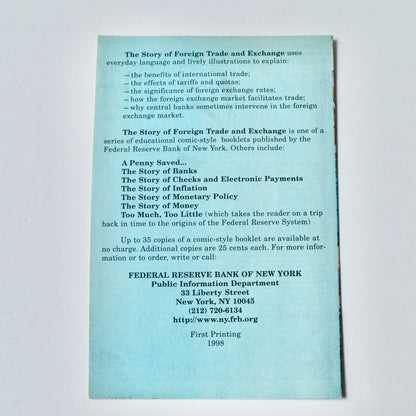 The Story of Foreign Trade and Exchange uses
everyday language and lively illustrations to explain:
—the benefits of international trade;
—the effects of tariffs and quotas;
—the significance of foreign exchange rates;
—how the foreign exchange market facilitates trade;
—why central banks sometimes intervene in the foreign
exchange market.
The Story of Foreign Trade and Exchange is one of a
series of educational comic-style booklets published by the
Federal Reserve Bank of New York. Others include:
A Penny Saved...
The Story of Banks
The Story of Checks and Electronic Payments
The Story of Inflation
The Story of Monetary Policy
The Story of Money
Too Much, Too Little (which takes the reader on a trip
back in time to the origins of the Federal Reserve System)
Up to 35 copies of a comic-style booklet are available at
no charge. Additional copies are 25 cents each. For more infor-
mation or to order, write or call:
FEDERAL RESERVE BANK OF NEW YORK
Public Information Department
33 Liberty Street
New York, NY 10045
(212) 720-6134
http://www.ny.frb.org
First Printing
1998